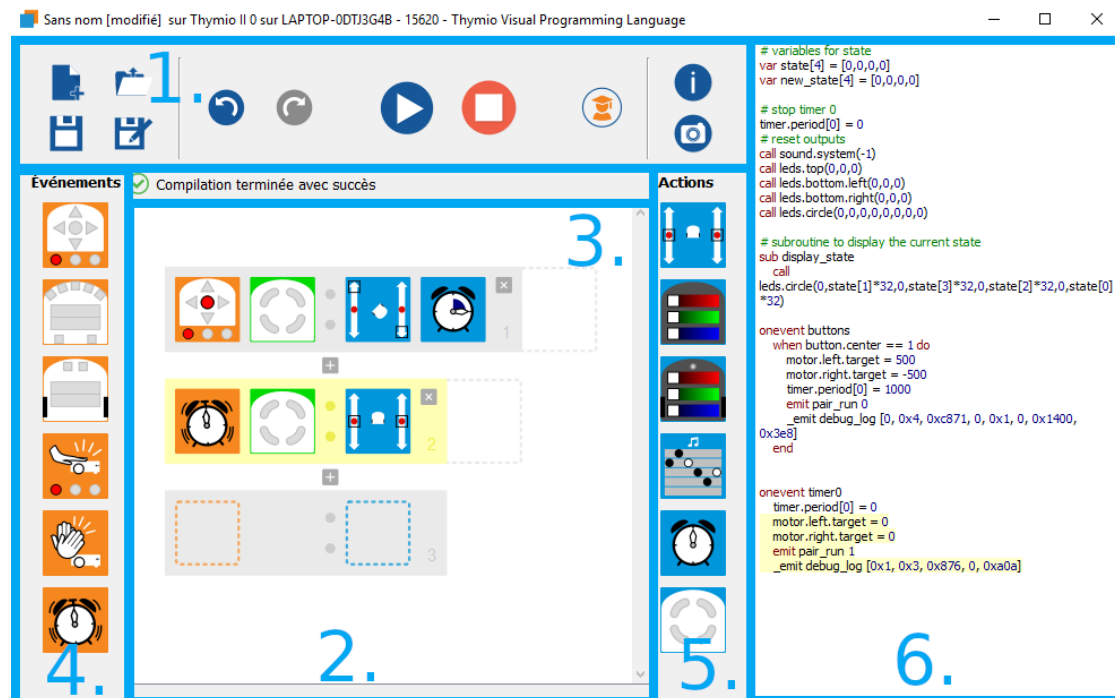 Sans nom [modifié] sur Thymio II 0 sur LAPTOP-0DTJ3G4B - 15620 - Thymio Visual Programming Language
1.
Événements
Compilation terminée avec succès
Actions
3.
1
2
3
4.
2.
5.
# variables for state
var state[4] = [0,0,0,0]
var new_state[4] = [0,0,0,0]
# stop timer 0
timer.period[0] = 0
# reset outputs
call sound.system(-1)
call leds.top(0,0,0)
call leds.bottom.left(0,0,0)
call leds.bottom.right(0,0,0)
call leds.circle(0,0,0,0,0,0,0,0)
# subroutine to display the current state
sub display_state
call
leds.circle(0,state[1]*32,0,state[3]*32,0,state[2]*32,0,state[0]
*32)
onevent buttons
when button.center == 1 do
motor.left.target = 500
motor.right.target = -500
timer.period[0] = 1000
emit pair_run 0
_emit debug_log [0, 0x4, 0xc871, 0, 0x1, 0, 0x1400,
0x3e8]
end
onevent timer0
timer.period[0] = 0
motor.left.target = 0
motor.right.target = 0
emit pair_run 1
_emit debug_log [0x1, 0x3, 0x876, 0, 0xa0a]
6.